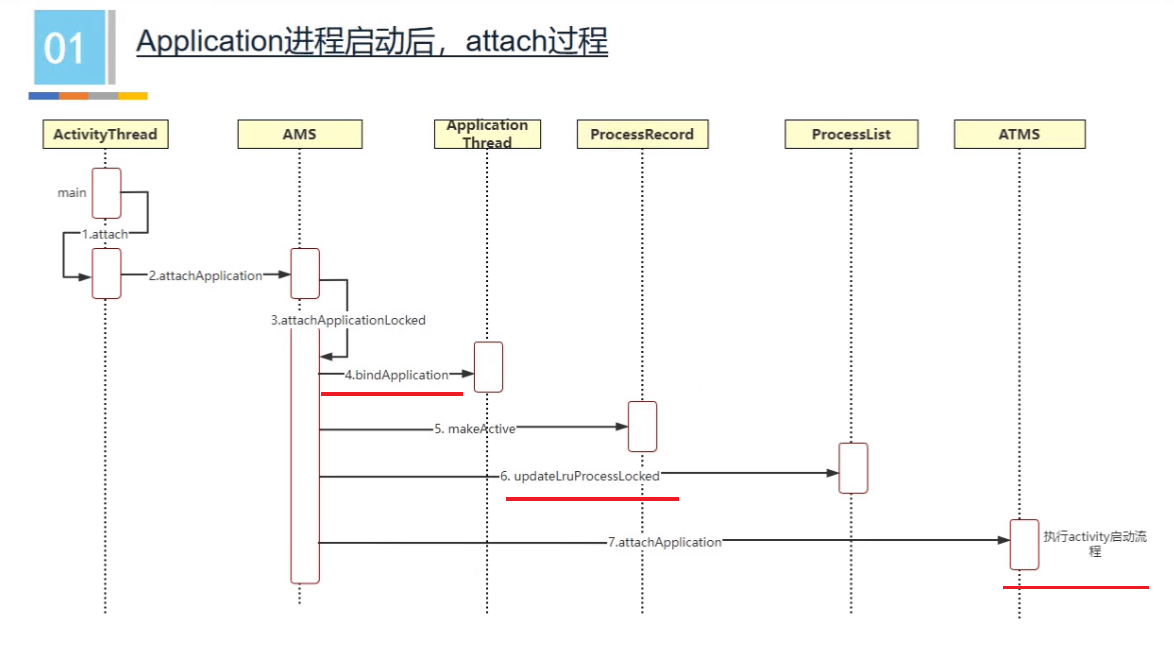 01
Application进程启动后，attach过程
ActivityThread
AMS
Application
Thread
ProcessRecord
ProcessList
ATMS
main
1.attach
2.attachApplication
3.attachApplicationLocked
4.bindApplication
5. makeActive
6. updateLruProcessLocked
7.attachApplication
执行activity启动流
程